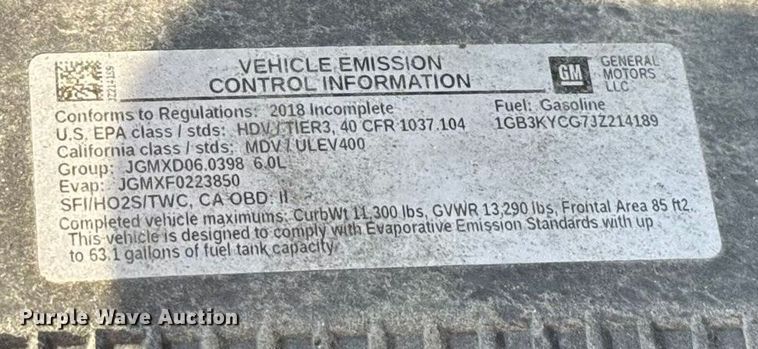 VEHICLE EMISSION
CONTROL INFORMATION
GM
GENERAL
MOTORS
LLC
Conforms to Regulations: 2018 Incomplete
Fuel: Gasoline
U.S. EPA class / stds: HDV / TIER3, 40 CFR 1037.104
1GB3KYCG7JZ214189
California class / stds: MDV / ULEV400
Group: JGMXD06.0398 6.0L
Evap: JGMXF0223850
SFI/HO2S/TWC, CA OBD: II
Completed vehicle maximums: CurbWt 11,300 lbs, GVWR 13,290 lbs, Frontal Area 85 ft2.
This vehicle is designed to comply with Evaporative Emission Standards with up
to 63.1 gallons of fuel tank capacity.
Purple Wave Auction